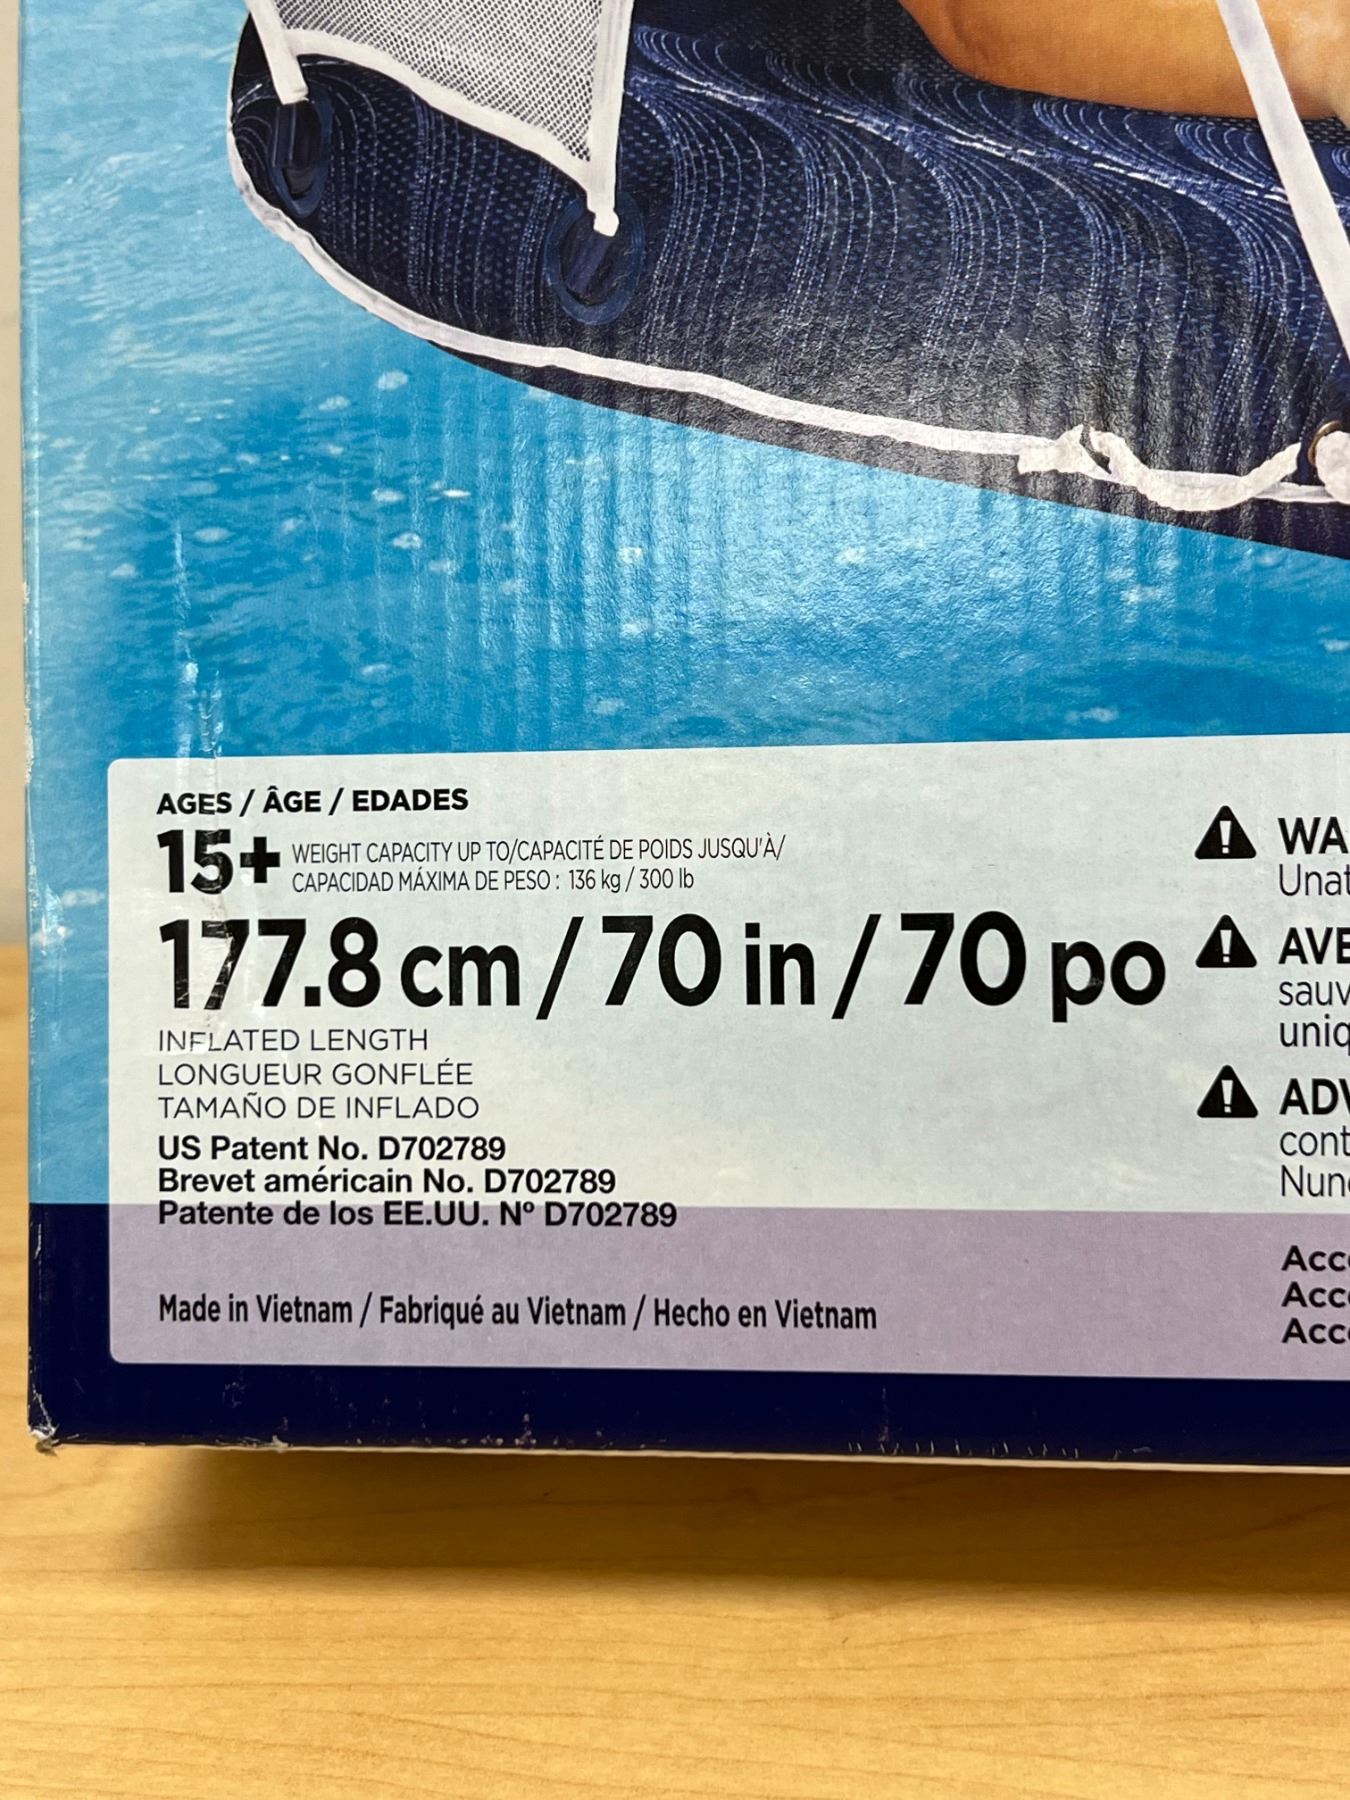 AGES / ÂGE / EDADES
15+ WEIGHT CAPACITY UP TO/CAPACITÉ DE POIDS JUSQU'À/
CAPACIDAD MÁXIMA DE PESO : 136 kg / 300 lb
177.8 cm / 70 in / 70 po
INFLATED LENGTH
LONGUEUR GONFLÉE
TAMAÑO DE INFLADO
US Patent No. D702789
Brevet américain No. D702789
Patente de los EE.UU. Nº D702789
Made in Vietnam / Fabriqué au Vietnam / Hecho en Vietnam